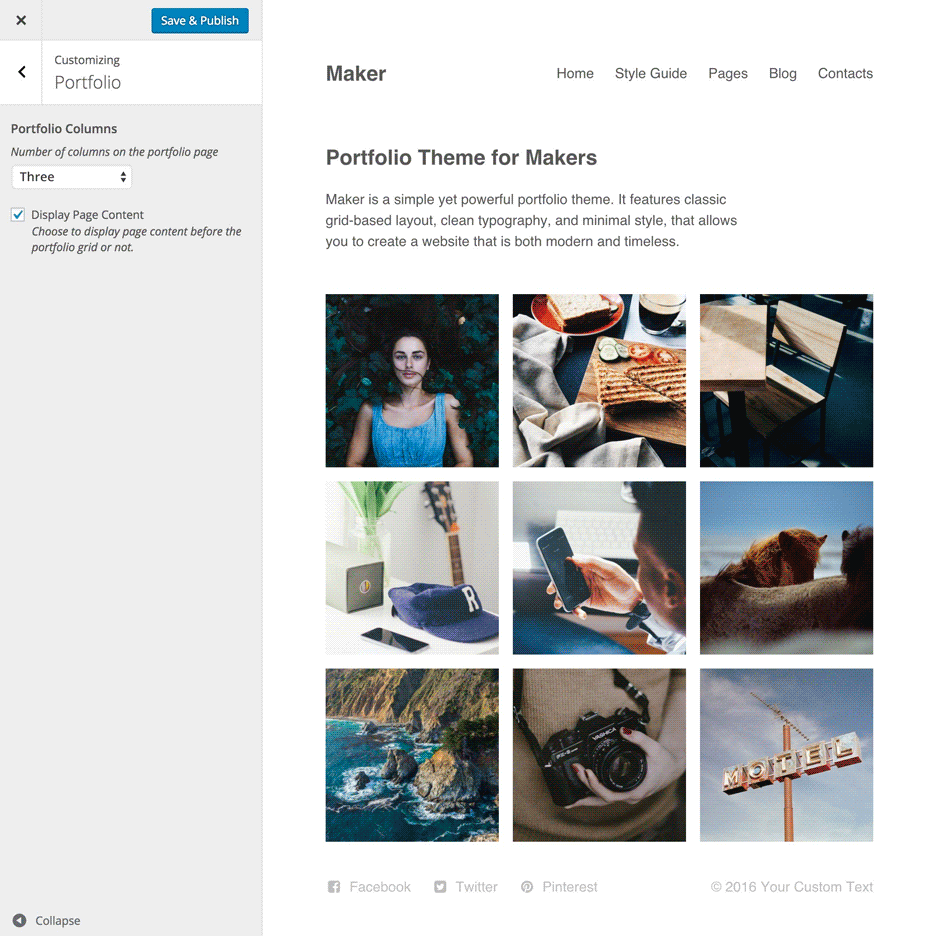 Save & Publish
Customizing
Portfolio
Portfolio Columns
Number of columns on the portfolio page
Three
Display Page Content
Choose to display page content before the
portfolio grid or not.
Collapse
Maker
Home Style Guide Pages Blog Contacts
Portfolio Theme for Makers
Maker is a simple yet powerful portfolio theme. It features classic
grid-based layout, clean typography, and minimal style, that allows
you to create a website that is both modern and timeless.
R
YASHICA
MOTEL
Facebook Twitter Pinterest
© 2016 Your Custom Text